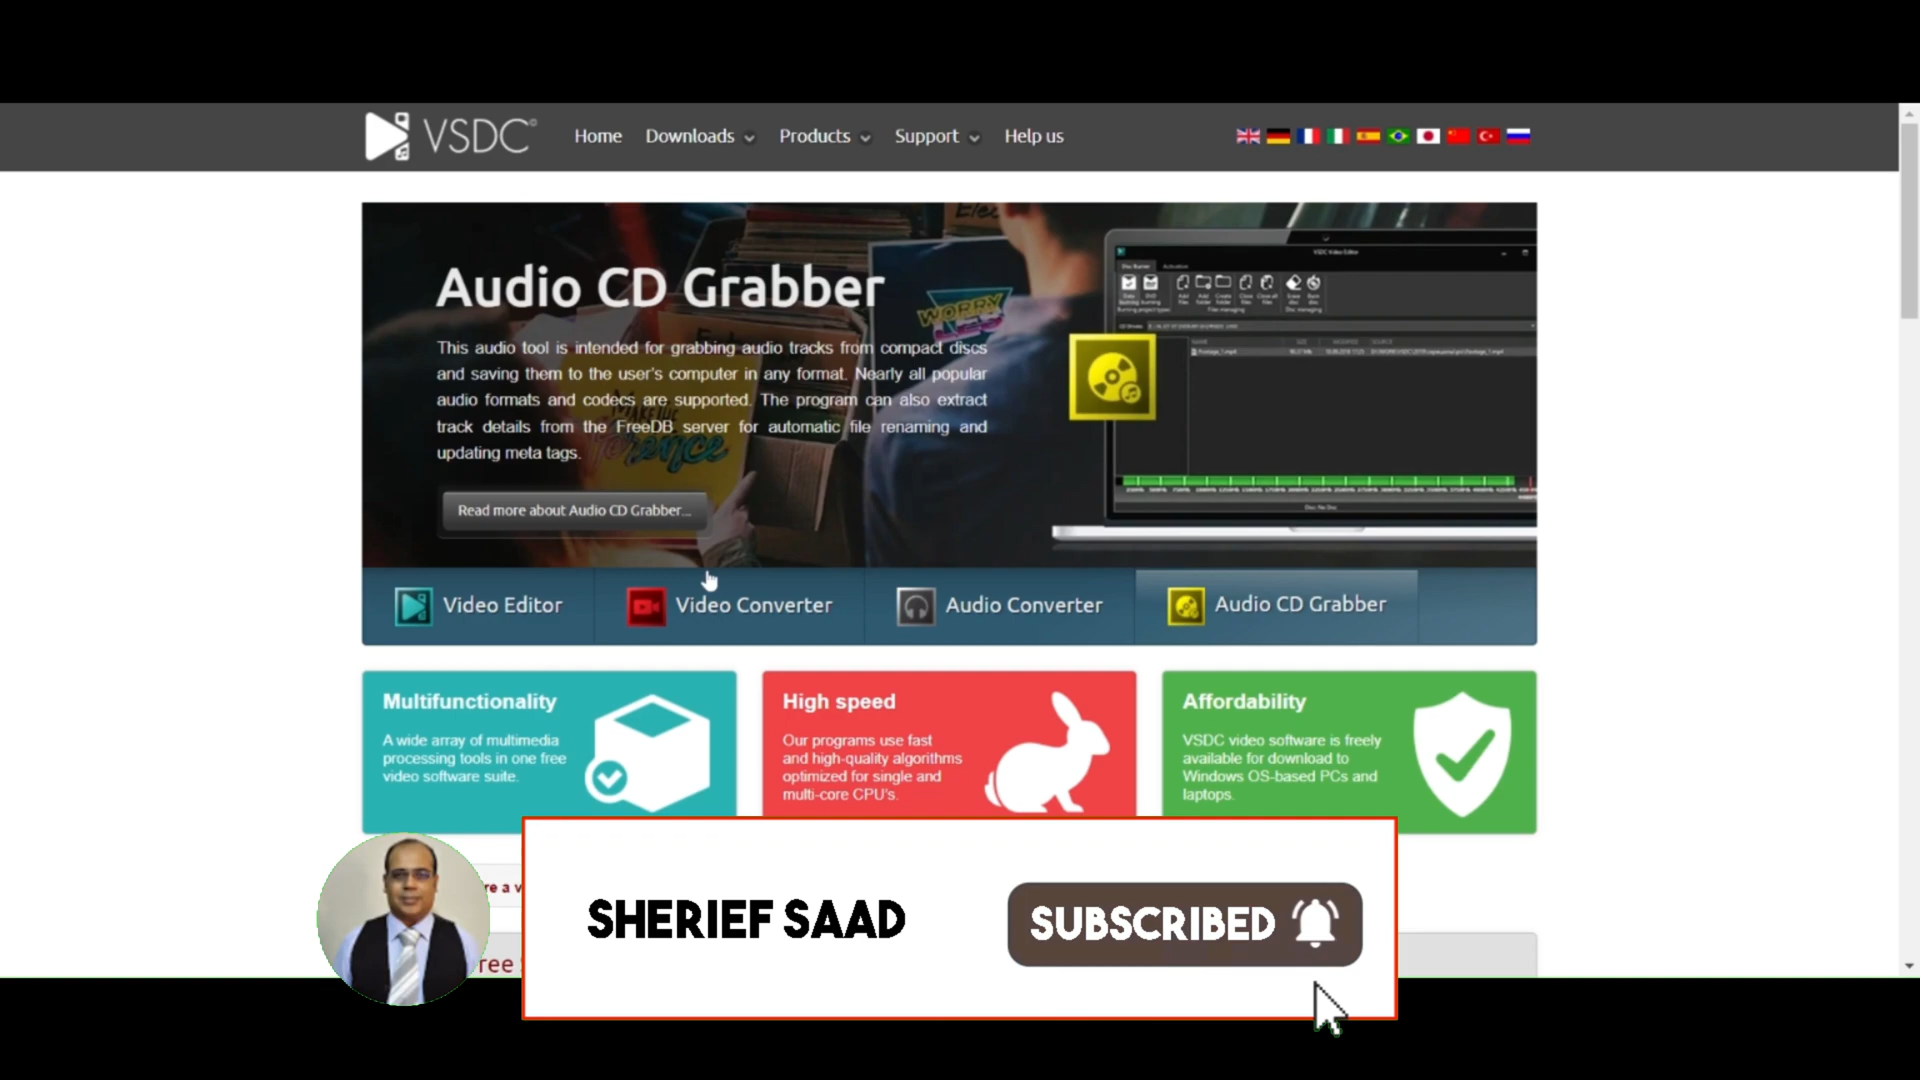 VSDC
Home Downloads Products Support Help us
Audio CD Grabber
This audio tool is intended for grabbing audio tracks from compact discs
and saving them to the user's computer in any format. Nearly all popular
audio formats and codecs are supported. The program can also extract
track details from the FreeDB server for automatic file renaming and
updating meta tags.
Read more about Audio CD Grabber...
WORRY
VSDC Video Editor
Video Editor
Video Converter
Audio Converter
Audio CD Grabber
Multifunctionality
A wide array of multimedia
processing tools in one free
video software suite.
High speed
Our programs use fast
and high-quality algorithms
optimized for single and
multi-core CPU's.
Affordability
VSDC video software is freely
available for download to
Windows OS-based PCs and
laptops.
SHERIEF SAAD
SUBSCRIBED